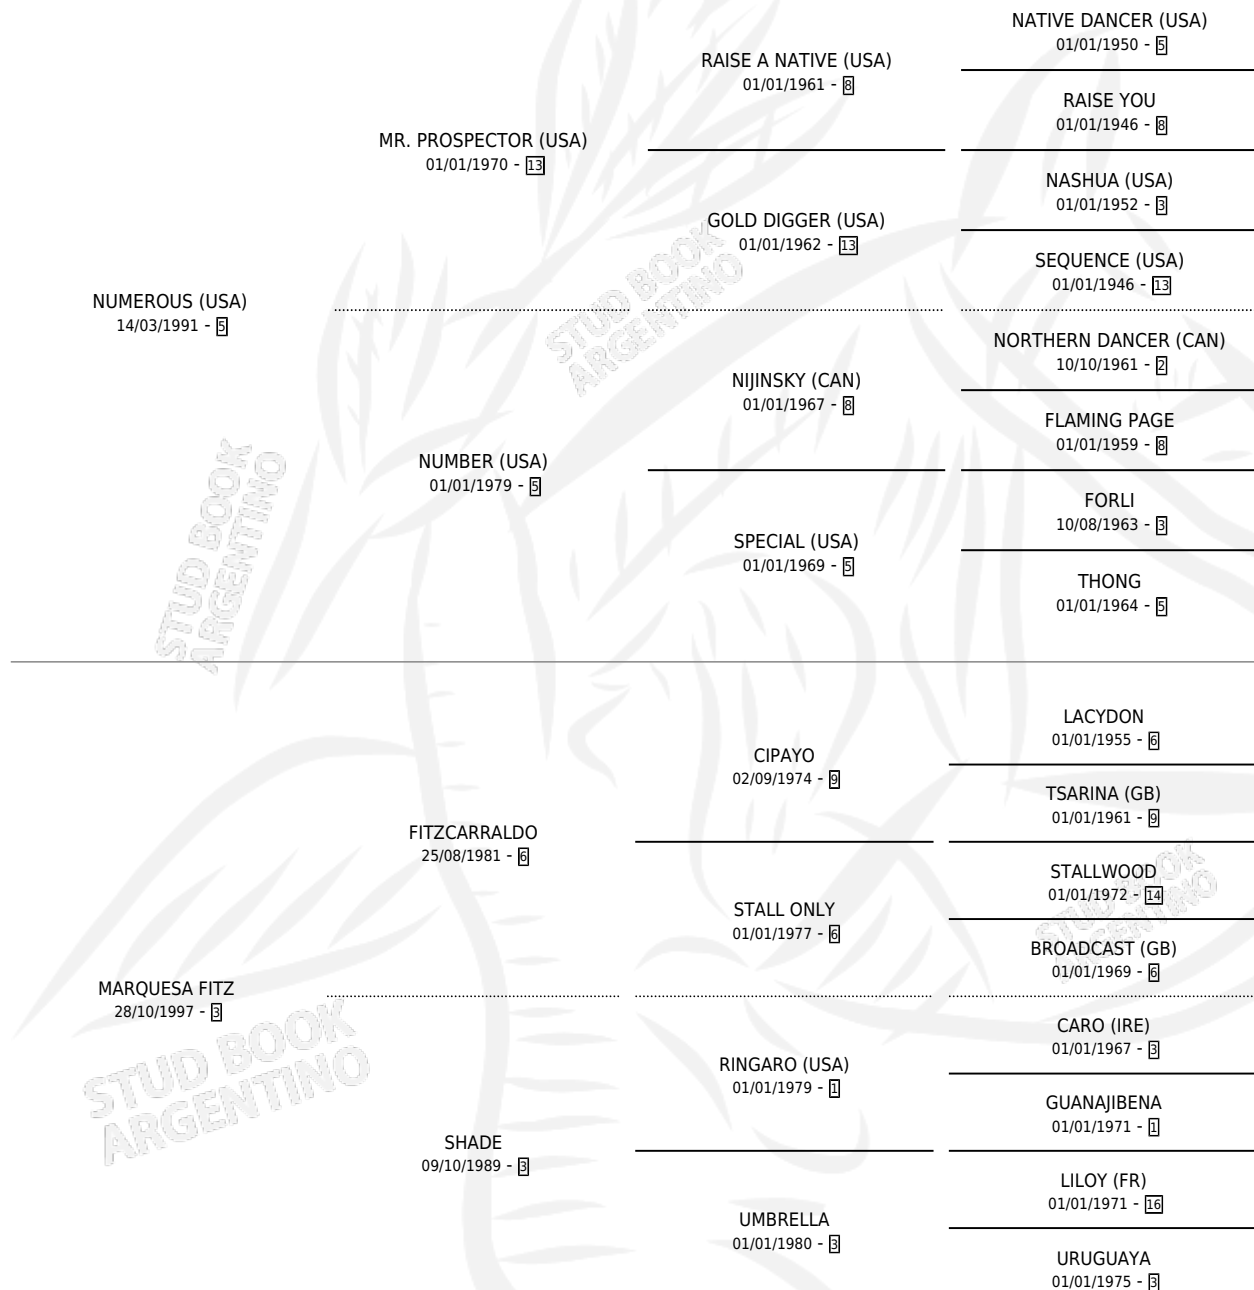 NATIVE DANCER (USA)
01/01/1950 - 5
RAISE A NATIVE (USA)
01/01/1961 - 8
RAISE YOU
01/01/1946 - 8
MR. PROSPECTOR (USA)
01/01/1970 - 13
NASHUA (USA)
01/01/1952 - 3
GOLD DIGGER (USA)
01/01/1962 - 13
SEQUENCE (USA)
01/01/1946 - 13
NUMEROUS (USA)
14/03/1991 - 5
STUD BOOK
ARGENTINO
NORTHERN DANCER (CAN)
10/10/1961 - 2
NIJINSKY (CAN)
01/01/1967 - 8
FLAMING PAGE
01/01/1959 - 8
NUMBER (USA)
01/01/1979 - 5
FORLI
10/08/1963 - 3
SPECIAL (USA)
01/01/1969 - 5
THONG
01/01/1964 - 5
STUD BOOK
ARGENTINO
LACYDON
01/01/1955 - 6
CIPAYO
02/09/1974 - 9
TSARINA (GB)
01/01/1961 - 9
FITZCARRALDO
25/08/1981 - 6
STALLWOOD
01/01/1972 - 14
STALL ONLY
01/01/1977 - 6
BROADCAST (GB)
01/01/1969 - 6
STUD BOOK
ARGENTINO
MARQUESA FITZ
28/10/1997 - 3
CARO (IRE)
01/01/1967 - 3
RINGARO (USA)
01/01/1979 - 1
GUANAJIBENA
01/01/1971 - 1
STUD BOOK
ARGENTINO
SHADE
09/10/1989 - 3
LILOY (FR)
01/01/1971 - 16
UMBRELLA
01/01/1980 - 3
URUGUAYA
01/01/1975 - 3